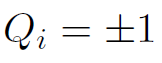 Q_i = ±1